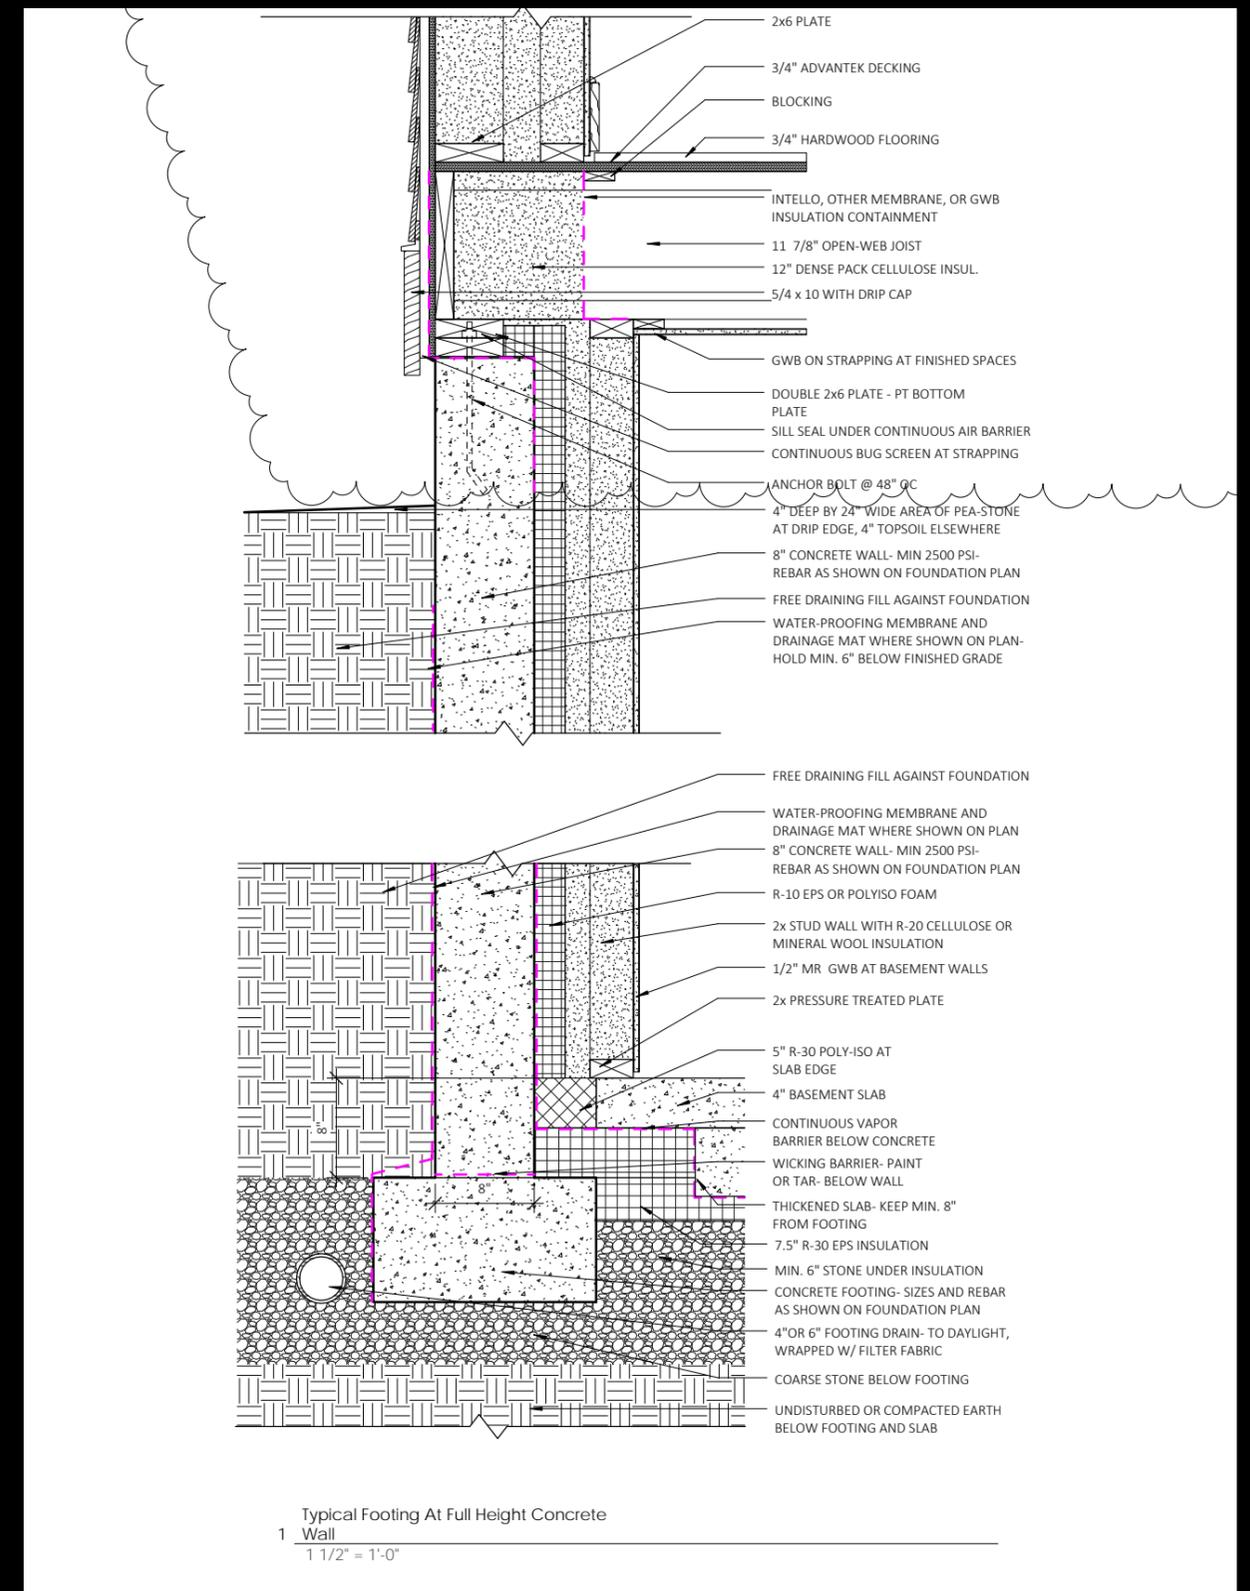 2x6 PLATE
3/4" ADVANTEK DECKING
BLOCKING
3/4" HARDWOOD FLOORING
INTELLO, OTHER MEMBRANE, OR GWB
INSULATION CONTAINMENT
11 7/8" OPEN-WEB JOIST
12" DENSE PACK CELLULOSE INSUL.
5/4 x 10 WITH DRIP CAP
GWB ON STRAPPING AT FINISHED SPACES
DOUBLE 2x6 PLATE - PT BOTTOM
PLATE
SILL SEAL UNDER CONTINUOUS AIR BARRIER
CONTINUOUS BUG SCREEN AT STRAPPING
ANCHOR BOLT @ 48" OC
4" DEEP BY 24" WIDE AREA OF PEA-STONE
AT DRIP EDGE, 4" TOPSOIL ELSEWHERE
8" CONCRETE WALL- MIN 2500 PSI-
REBAR AS SHOWN ON FOUNDATION PLAN
FREE DRAINING FILL AGAINST FOUNDATION
WATER-PROOFING MEMBRANE AND
DRAINAGE MAT WHERE SHOWN ON PLAN-
HOLD MIN. 6" BELOW FINISHED GRADE
FREE DRAINING FILL AGAINST FOUNDATION
WATER-PROOFING MEMBRANE AND
DRAINAGE MAT WHERE SHOWN ON PLAN
8" CONCRETE WALL- MIN 2500 PSI-
REBAR AS SHOWN ON FOUNDATION PLAN
R-10 EPS OR POLYISO FOAM
2x STUD WALL WITH R-20 CELLULOSE OR
MINERAL WOOL INSULATION
1/2" MR GWB AT BASEMENT WALLS
2x PRESSURE TREATED PLATE
5" R-30 POLY-ISO AT
SLAB EDGE
4" BASEMENT SLAB
8"
CONTINUOUS VAPOR
BARRIER BELOW CONCRETE
WICKING BARRIER- PAINT
OR TAR- BELOW WALL
8"
THICKENED SLAB- KEEP MIN. 8"
FROM FOOTING
7.5" R-30 EPS INSULATION
MIN. 6" STONE UNDER INSULATION
CONCRETE FOOTING- SIZES AND REBAR
AS SHOWN ON FOUNDATION PLAN
4"OR 6" FOOTING DRAIN- TO DAYLIGHT,
WRAPPED W/ FILTER FABRIC
COARSE STONE BELOW FOOTING
UNDISTURBED OR COMPACTED EARTH
BELOW FOOTING AND SLAB
Typical Footing At Full Height Concrete
1 Wall
1 1/2" = 1'-0"